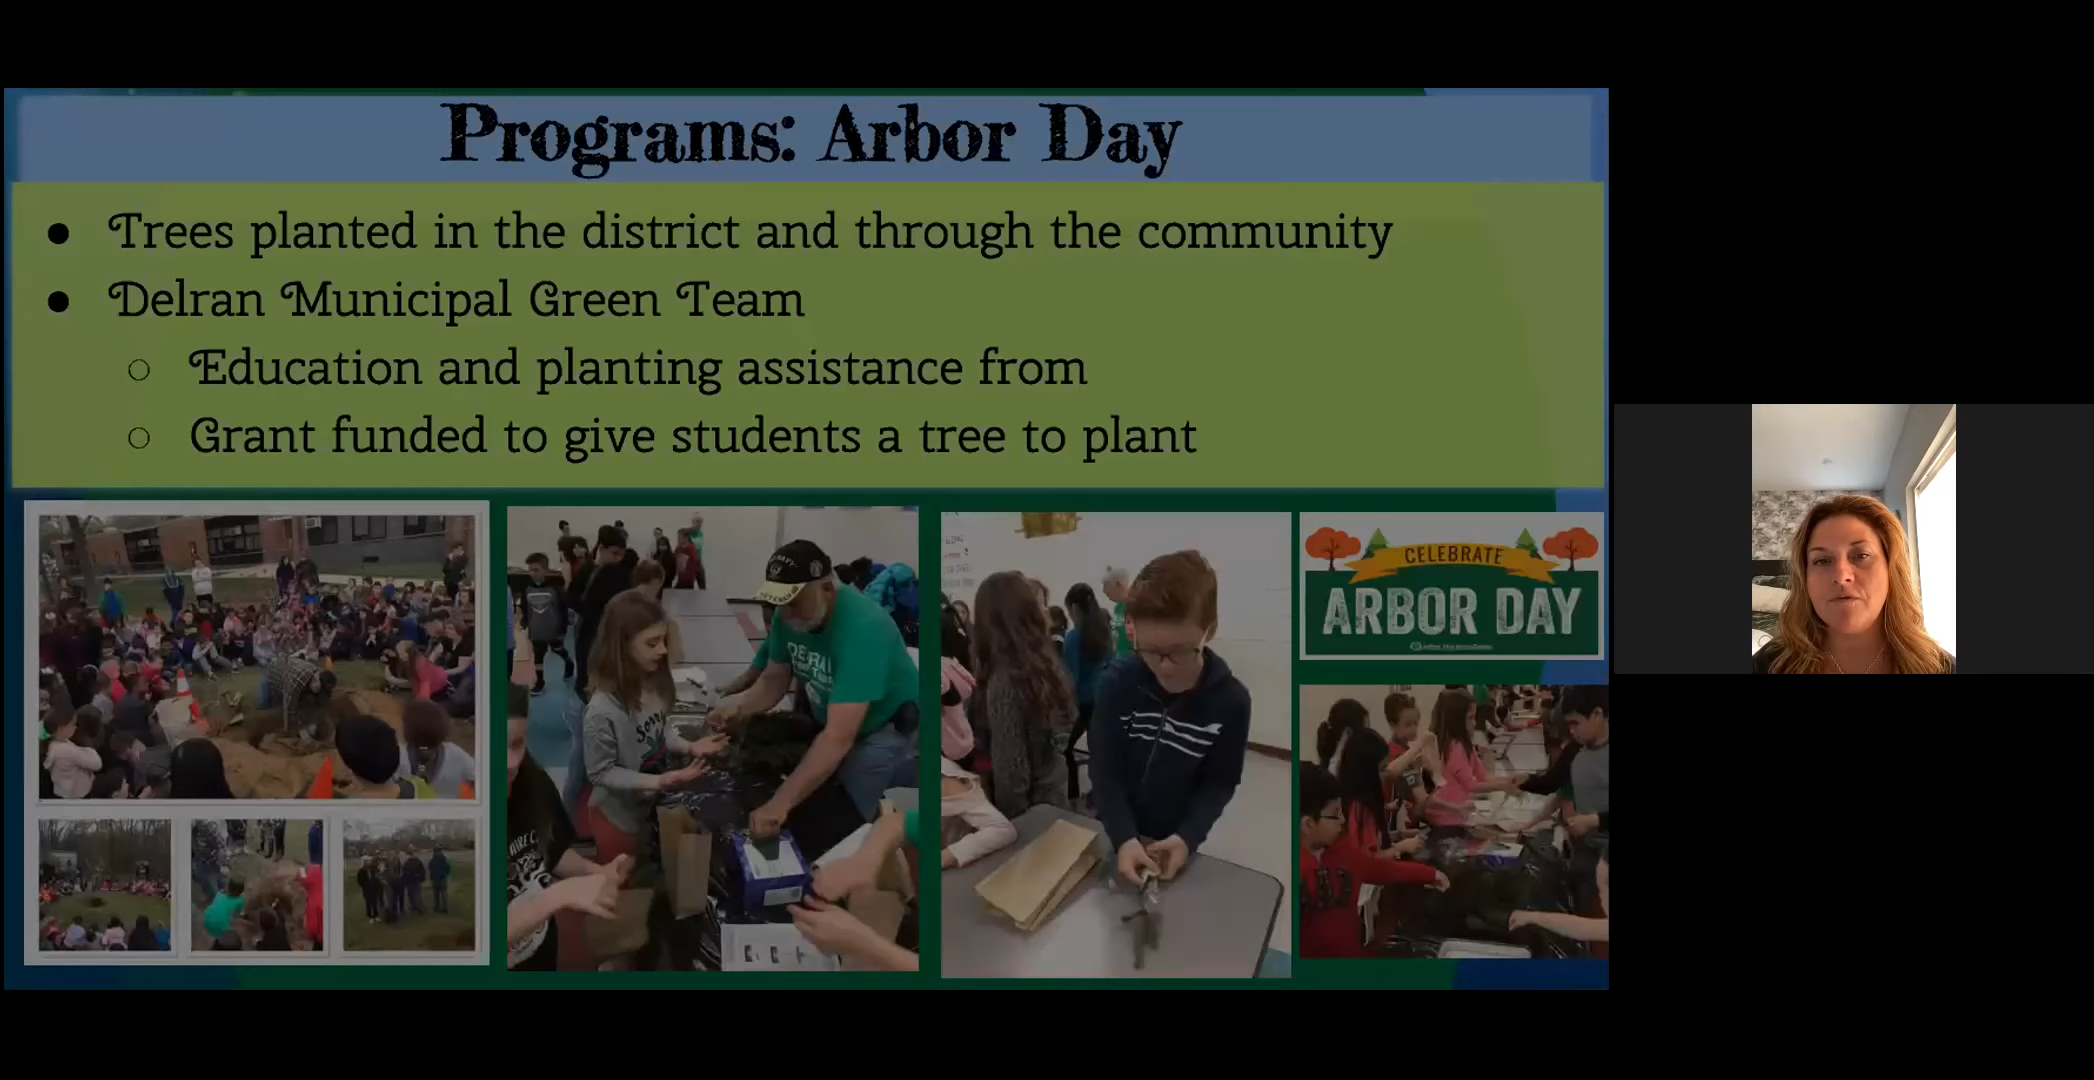 Programs: Arbor Day
● Trees planted in the district and through the community
● Delran Municipal Green Team
○ Education and planting assistance from
○ Grant funded to give students a tree to plant
CELEBRATE
ARBOR DAY